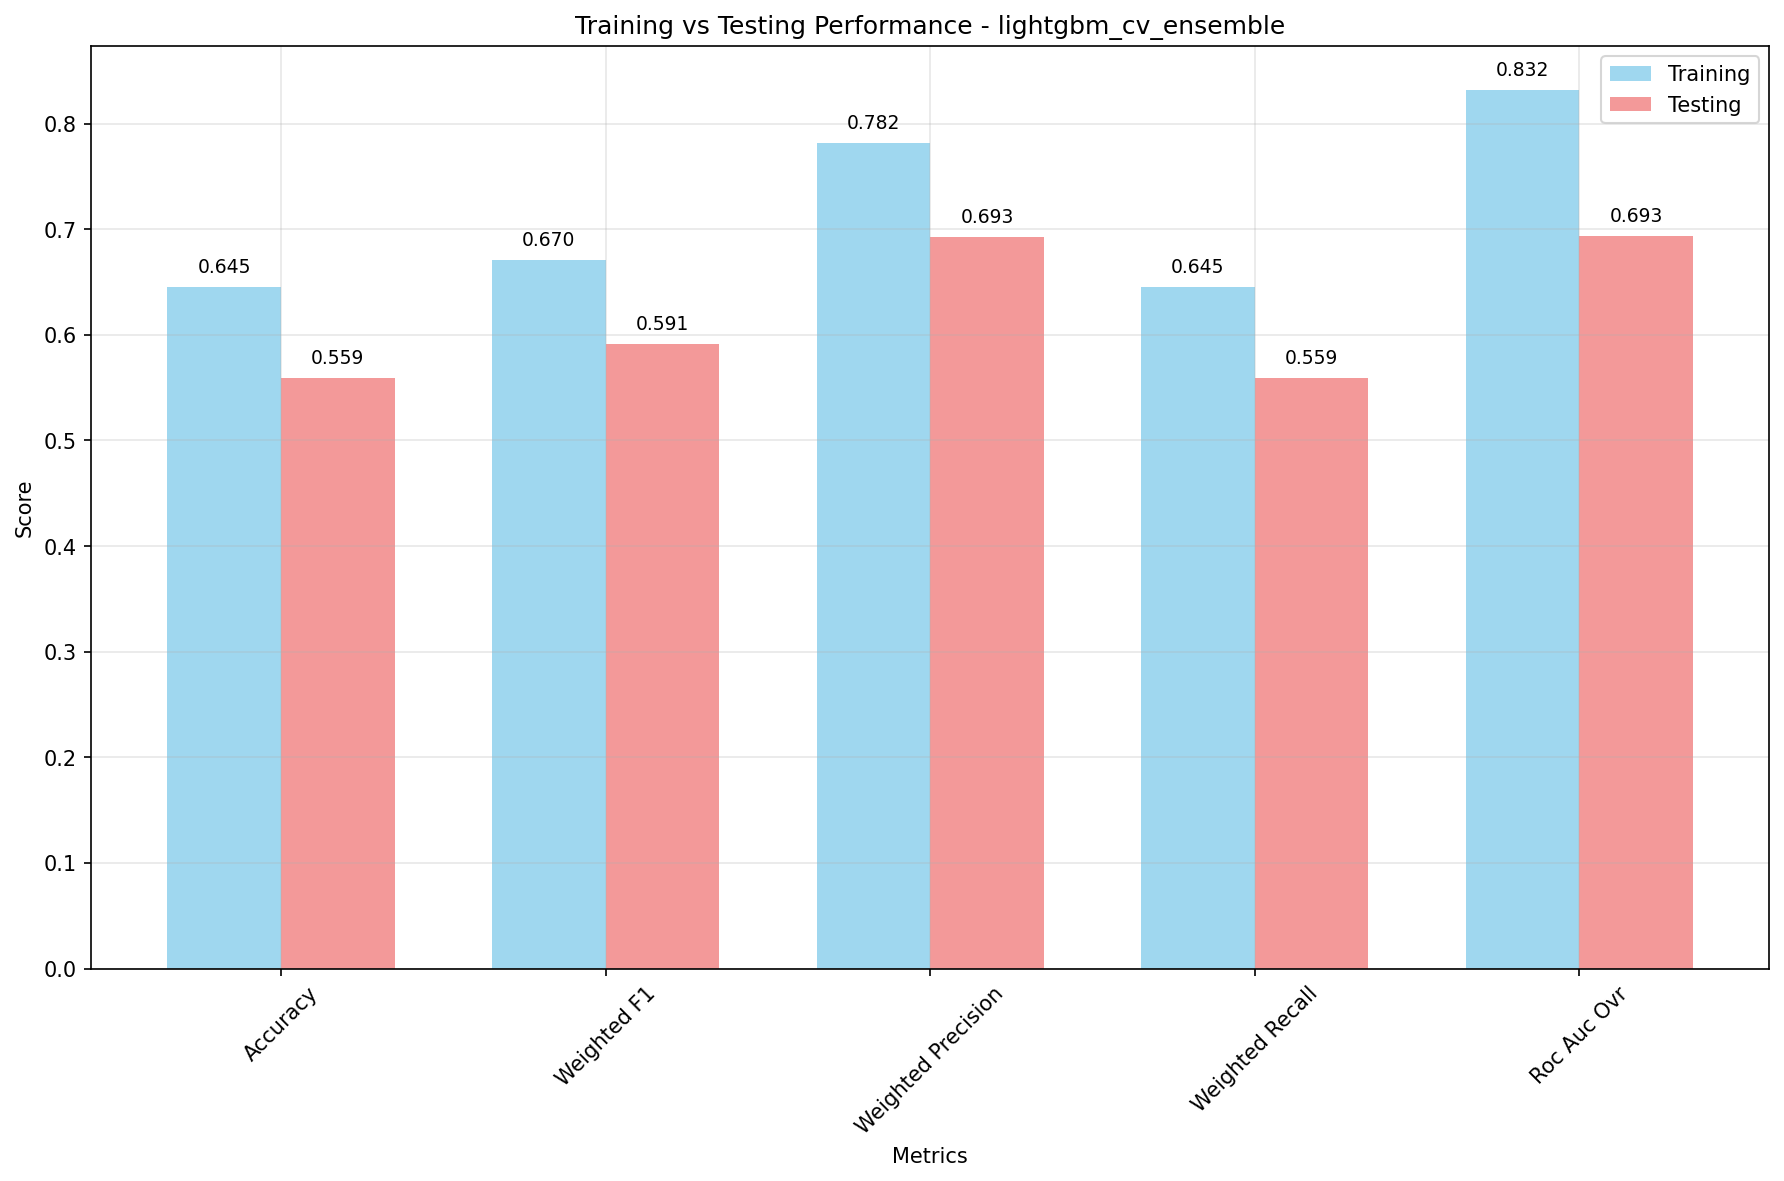 Training vs Testing Performance - lightgbm_cv_ensemble
Training
Testing
0.832
0.782
0.693
0.693
0.670
0.645
0.645
0.591
0.559
0.559
Score
0.8
0.7
0.6
0.5
0.4
0.3
0.2
0.1
0.0
Accuracy
Weighted F1
Weighted Precision
Weighted Recall
Roc Auc Ovr
Metrics